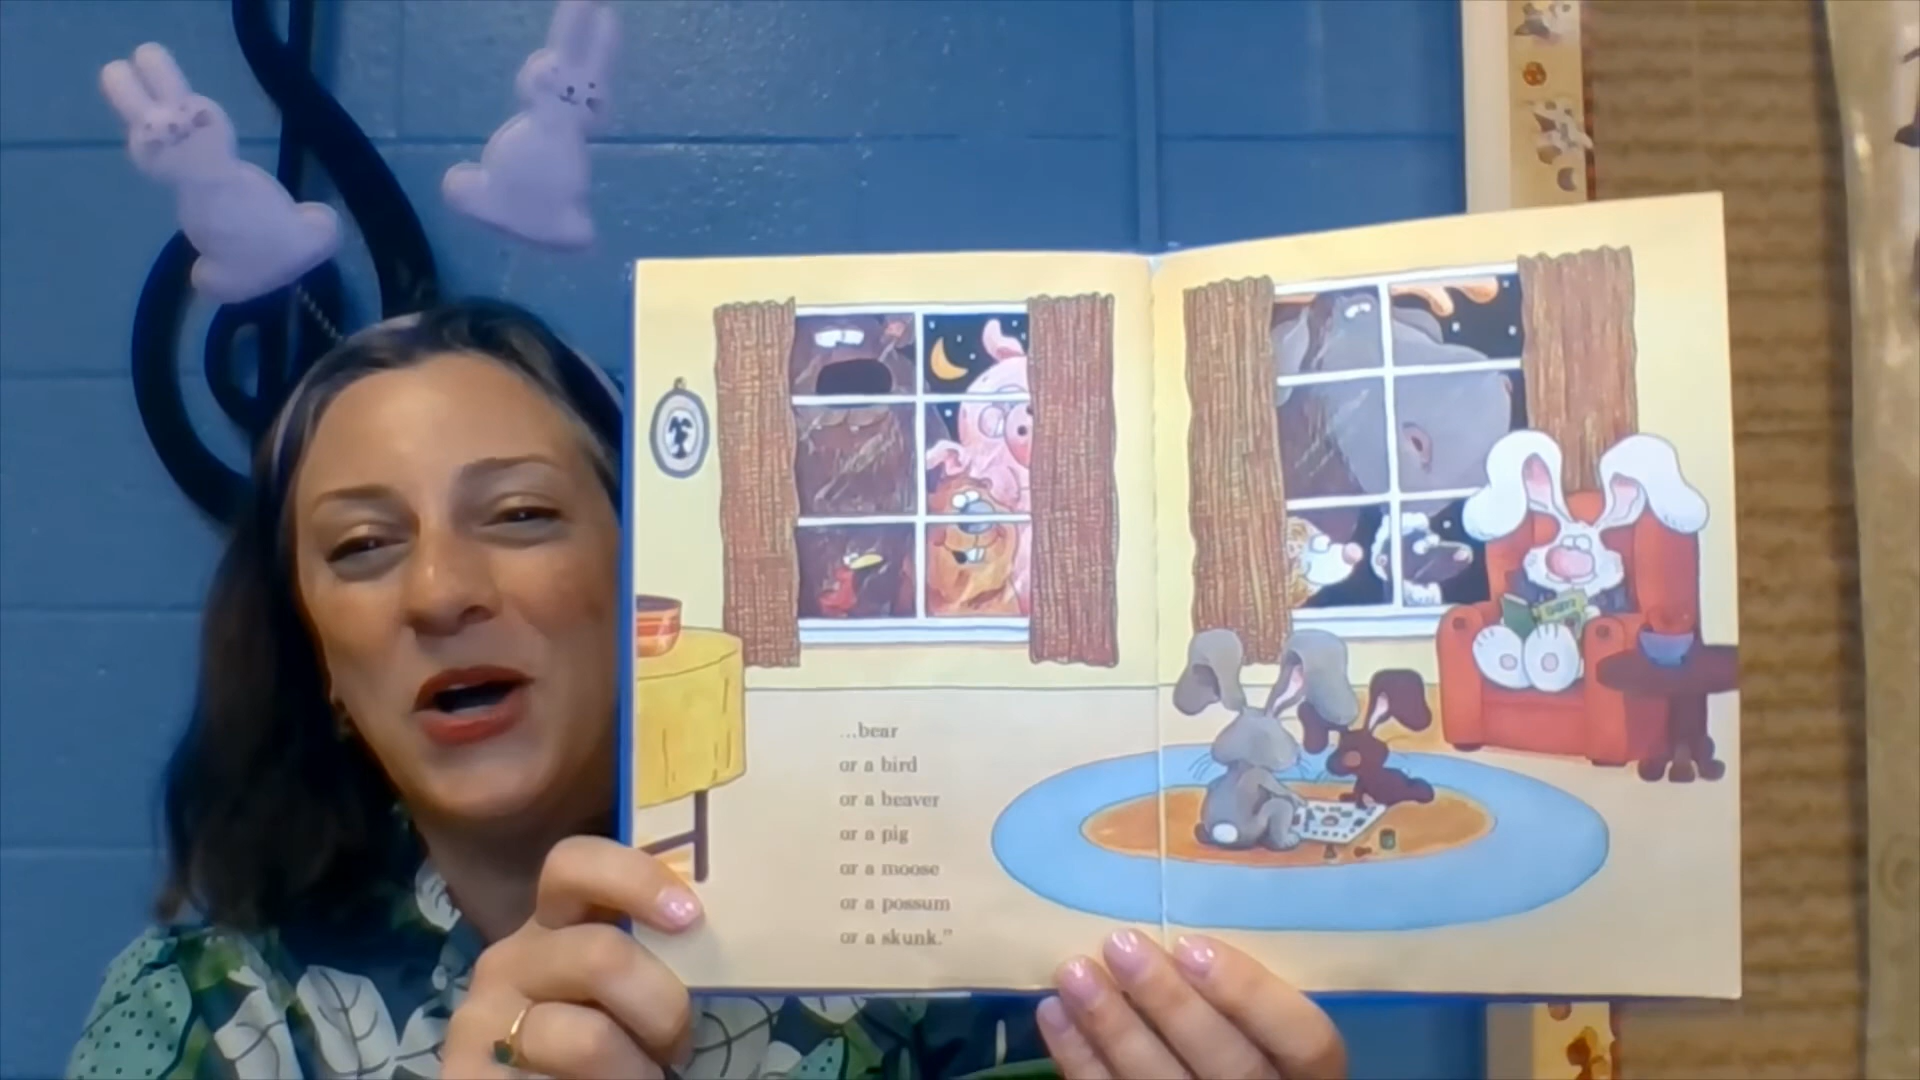 ...bear
or a bird
or a beaver
or a pig
or a moose
or a possum
or a skunk."